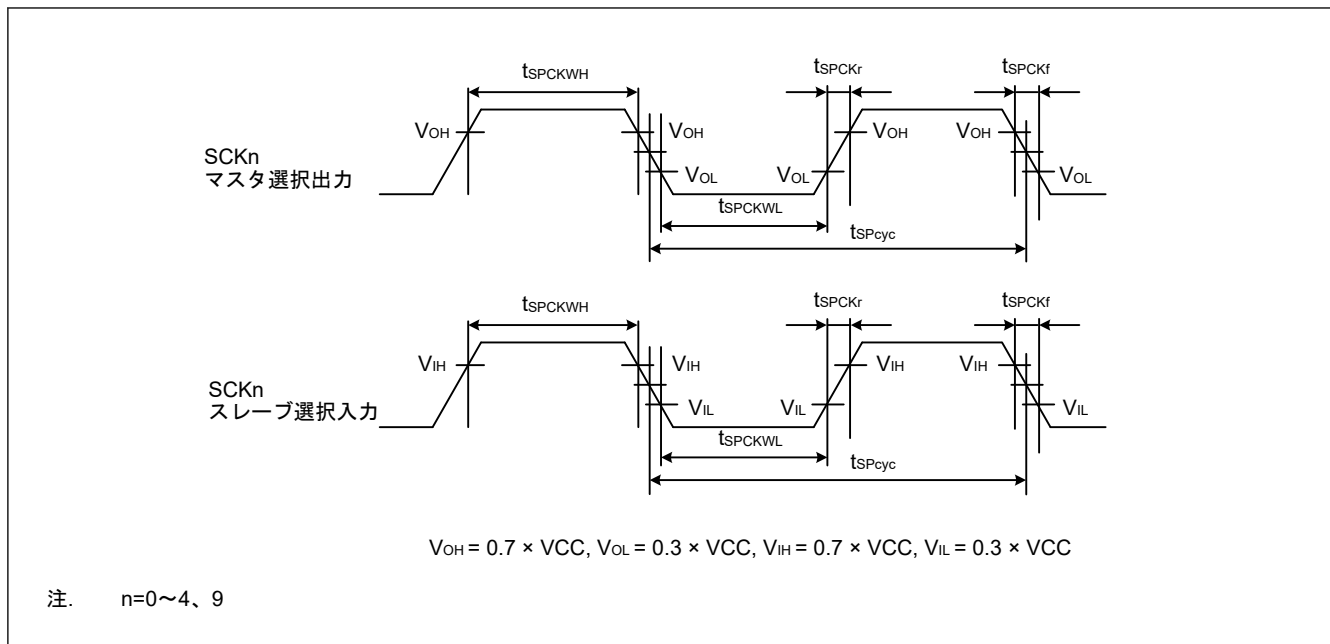 tSPCKWH
tSPCKr
tSPCKf
VOH
VOH
VOH
VOH
SCKn
マスタ選択出力
VOL
VOL
VOL
tSPCKWL
tSPcyc
tSPCKWH
tSPCKr
tSPCKf
VIH
VIH
VIH
VIH
SCKn
スレーブ選択入力
VIL
VIL
VIL
tSPCKWL
tSPcyc
VOH = 0.7 × VCC, VOL = 0.3 × VCC, VIH = 0.7 × VCC, VIL = 0.3 × VCC
注. n=0～4、9